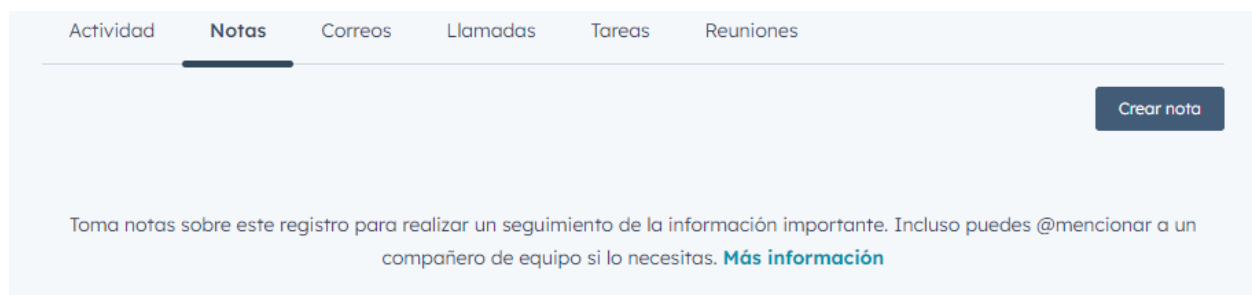 Actividad Notas Correos Llamadas Tareas Reuniones
Crear nota
Toma notas sobre este registro para realizar un seguimiento de la información importante. Incluso puedes @mencionar a un
compañero de equipo si lo necesitas. Más información